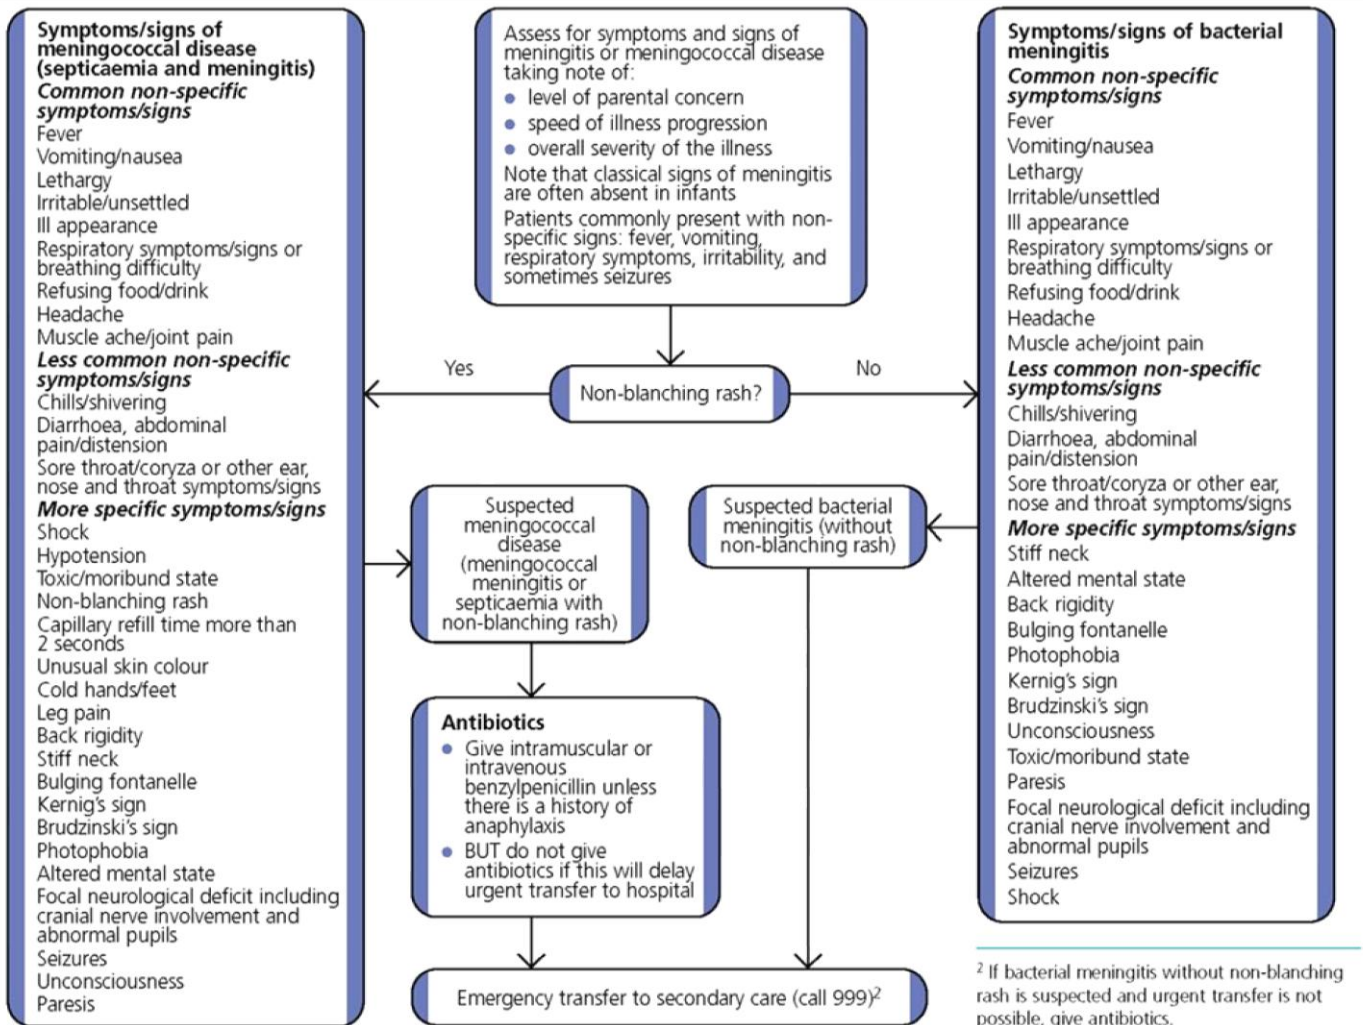 Symptoms/signs of
meningococcal disease
(septicaemia and meningitis)
Common non-specific
symptoms/signs
Fever
Vomiting/nausea
Lethargy
Irritable/unsettled
Ill appearance
Respiratory symptoms/signs or
breathing difficulty
Refusing food/drink
Headache
Muscle ache/joint pain
Less common non-specific
symptoms/signs
Chills/shivering
Diarrhoea, abdominal
pain/distension
Sore throat/coryza or other ear,
nose and throat symptoms/signs
More specific symptoms/signs
Shock
Hypotension
Toxic/moribund state
Non-blanching rash
Capillary refill time more than
2 seconds
Unusual skin colour
Cold hands/feet
Leg pain
Back rigidity
Stiff neck
Bulging fontanelle
Kernig's sign
Brudzinski's sign
Photophobia
Altered mental state
Focal neurological deficit including
cranial nerve involvement and
abnormal pupils
Seizures
Unconsciousness
Paresis
Assess for symptoms and signs of
meningitis or meningococcal disease
taking note of:
• level of parental concern
• speed of illness progression
• overall severity of the illness
Note that classical signs of meningitis
are often absent in infants
Patients commonly present with non-
specific signs: fever, vomiting,
respiratory symptoms, irritability, and
sometimes seizures
Yes
Non-blanching rash?
No
Suspected
meningococcal
disease
(meningococcal
meningitis or
septicaemia with
non-blanching rash)
Suspected bacterial
meningitis (without
non-blanching rash)
Antibiotics
• Give intramuscular or
intravenous
benzylpenicillin unless
there is a history of
anaphylaxis
• BUT do not give
antibiotics if this will delay
urgent transfer to hospital
Emergency transfer to secondary care (call 999)²
Symptoms/signs of bacterial
meningitis
Common non-specific
symptoms/signs
Fever
Vomiting/nausea
Lethargy
Irritable/unsettled
Ill appearance
Respiratory symptoms/signs or
breathing difficulty
Refusing food/drink
Headache
Muscle ache/joint pain
Less common non-specific
symptoms/signs
Chills/shivering
Diarrhoea, abdominal
pain/distension
Sore throat/coryza or other ear,
nose and throat symptoms/signs
More specific symptoms/signs
Stiff neck
Altered mental state
Back rigidity
Bulging fontanelle
Photophobia
Kernig's sign
Brudzinski's sign
Unconsciousness
Toxic/moribund state
Paresis
Focal neurological deficit including
cranial nerve involvement and
abnormal pupils
Seizures
Shock
² If bacterial meningitis without non-blanching
rash is suspected and urgent transfer is not
possible, give antibiotics.